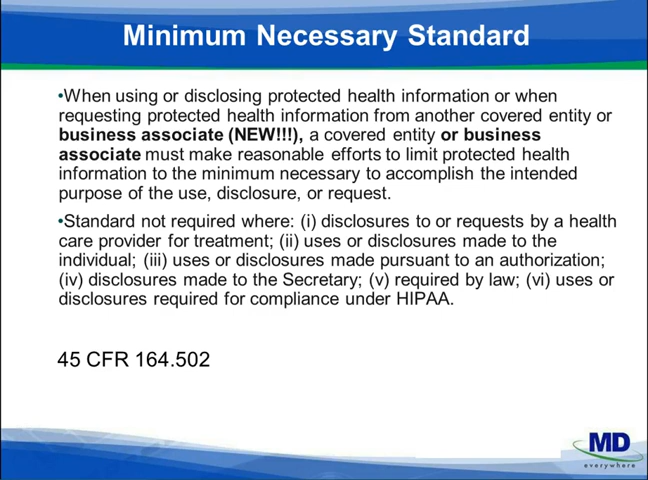 Minimum Necessary Standard
•When using or disclosing protected health information or when
requesting protected health information from another covered entity or
business associate (NEW!!!), a covered entity or business
associate must make reasonable efforts to limit protected health
information to the minimum necessary to accomplish the intended
purpose of the use, disclosure, or request.
•Standard not required where: (i) disclosures to or requests by a health
care provider for treatment; (ii) uses or disclosures made to the
individual; (iii) uses or disclosures made pursuant to an authorization;
(iv) disclosures made to the Secretary; (v) required by law; (vi) uses or
disclosures required for compliance under HIPAA.
45 CFR 164.502
MD
everywhere